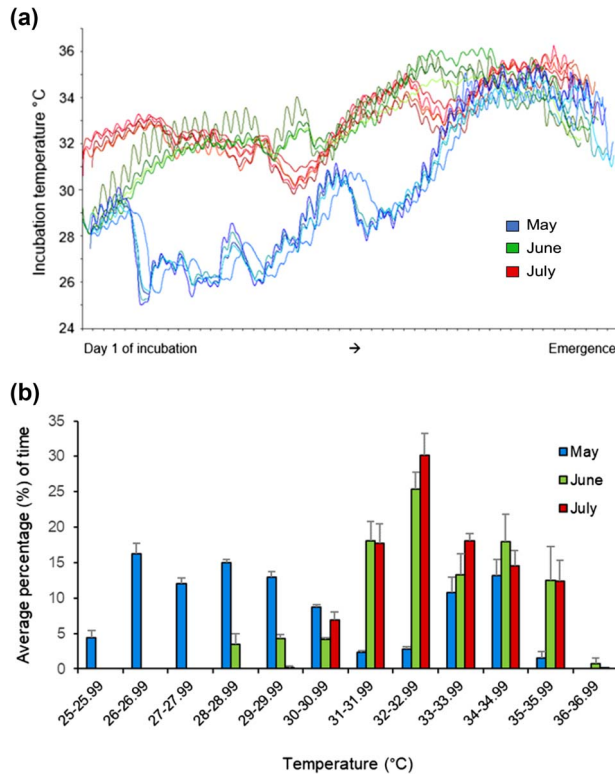 (a)
Incubation temperature °C
36
34
32
30
28
26
24
May
June
July
Day 1 of incubation → Emergence
(b)
Average percentage (%) of time
35
30
25
20
15
10
5
0
May
June
July
25-25.99 26-26.99 27-27.99 28-28.99 29-29.99 30-30.99 31-31.99 32-32.99 33-33.99 34-34.99 35-35.99 36-36.99
Temperature (°C)